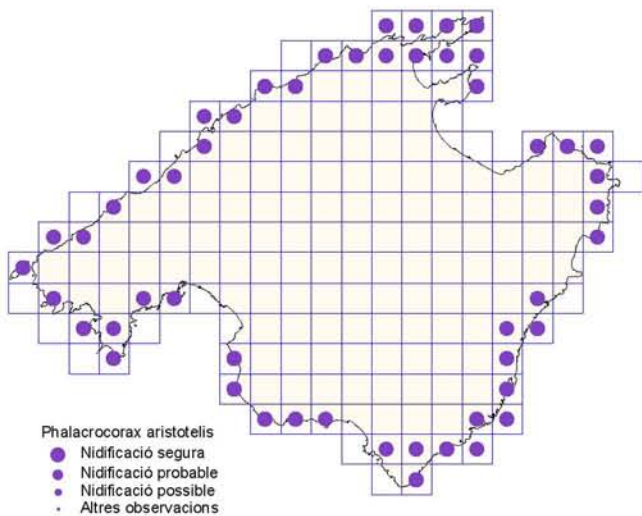 Phalacrocorax aristotelis
Nidificació segura
Nidificació probable
Nidificació possible
Altres observacions